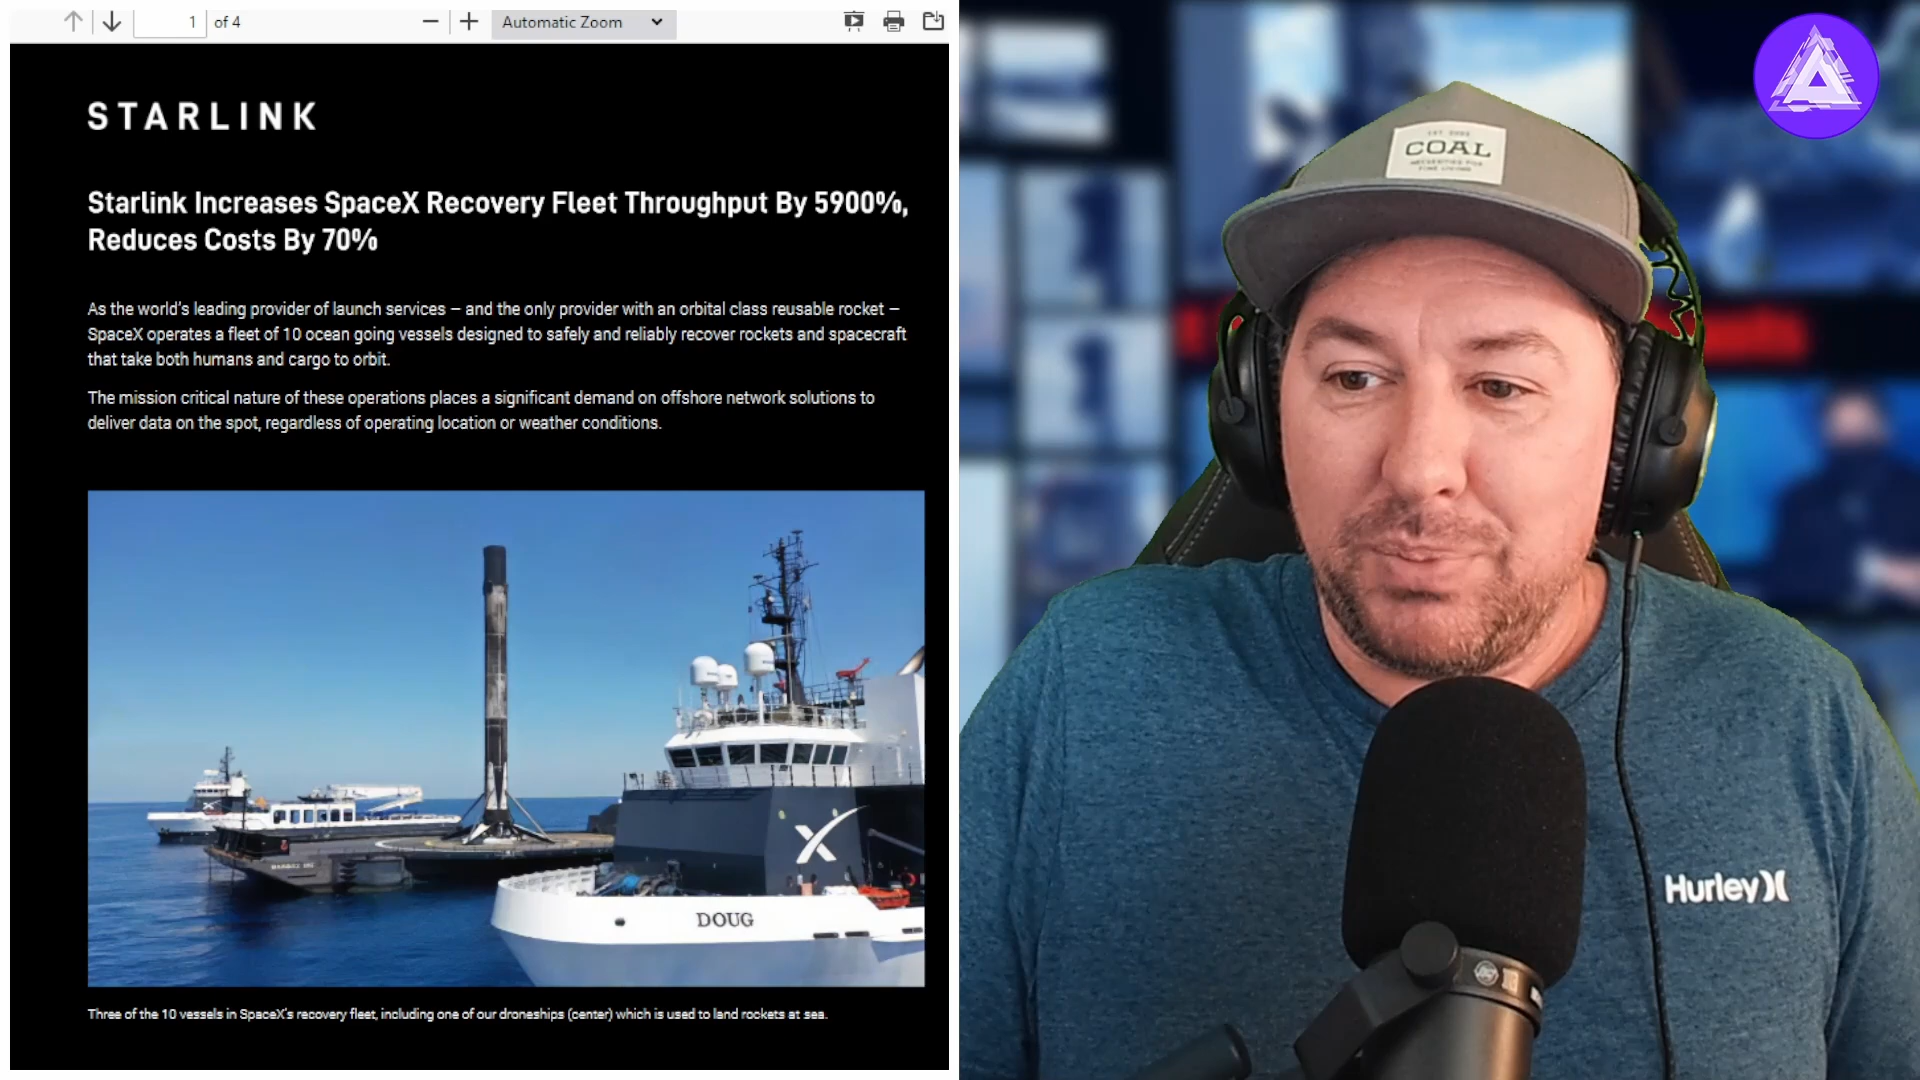 1 of 4
Automatic Zoom
STARLINK
Starlink Increases SpaceX Recovery Fleet Throughput By 5900%,
Reduces Costs By 70%
As the world's leading provider of launch services – and the only provider with an orbital class reusable rocket –
SpaceX operates a fleet of 10 ocean going vessels designed to safely and reliably recover rockets and spacecraft
that take both humans and cargo to orbit.
The mission critical nature of these operations places a significant demand on offshore network solutions to
deliver data on the spot, regardless of operating location or weather conditions.
X
DOUG
Three of the 10 vessels in SpaceX's recovery fleet, including one of our droneships (center) which is used to land rockets at sea.
COAL
Hurley